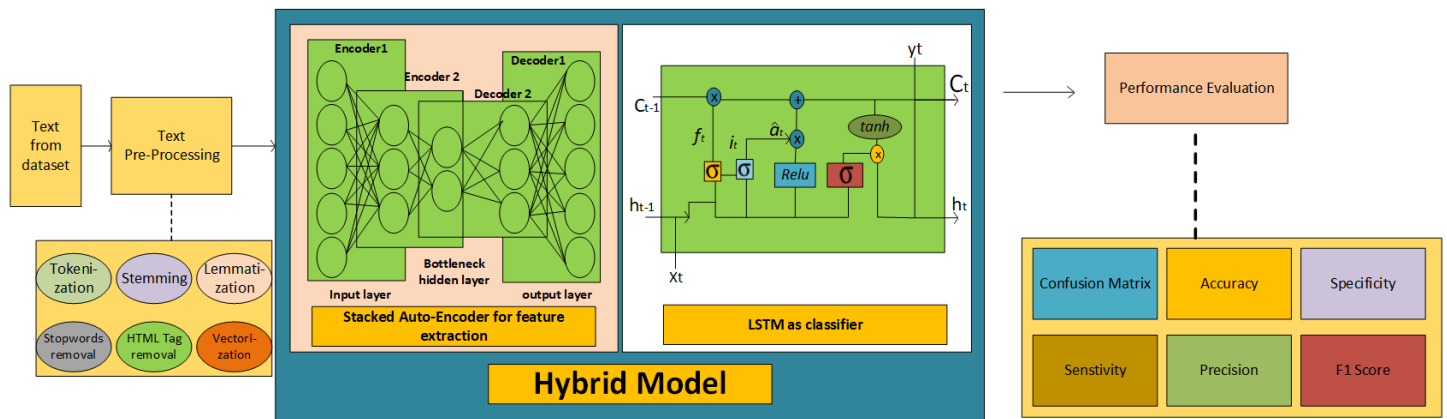 Text
from
dataset
Text
Pre-Processing
Tokeni-
zation
Stemming
Lemmati-
zation
Stopwords
removal
HTML Tag
removal
Vectori-
zation
Encoder1
Encoder 2
Decoder1
Decoder 2
Bottleneck
hidden layer
Input layer
output layer
Stacked Auto-Encoder for feature
extraction
yt
Ct-1
Ct
x
+
ft
it
ât
x
tanh
x
σ
σ
Relu
σ
ht-1
ht
Xt
LSTM as classifier
Hybrid Model
Performance Evaluation
Confusion Matrix
Accuracy
Specificity
Senstivity
Precision
F1 Score